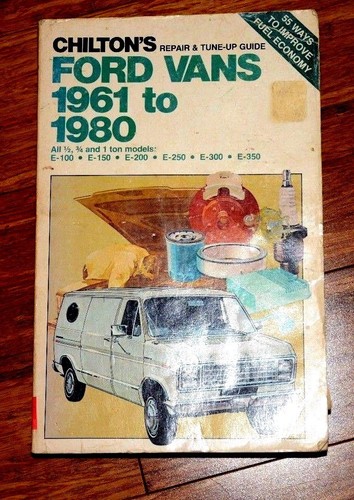 CHILTON'S REPAIR & TUNE-UP GUIDE
55 WAYS
TO IMPROVE
FUEL ECONOMY
FORD VANS
1961 to
1980
All ½, ¾ and 1 ton models:
E-100 • E-150 • E-200 • E-250 • E-300 • E-350